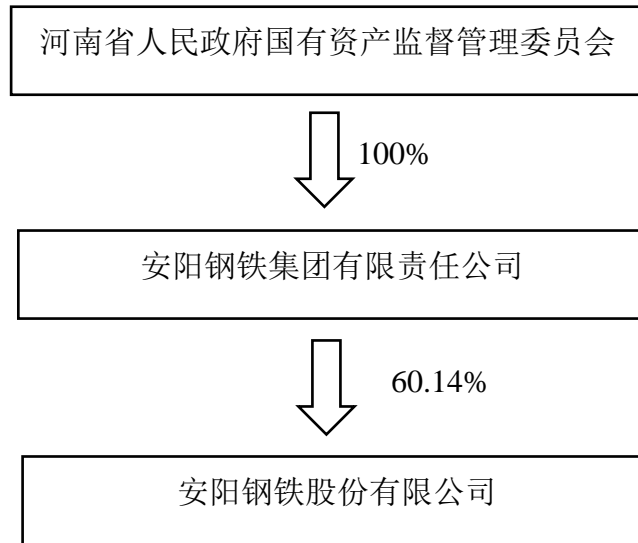 河南省人民政府国有资产监督管理委员会
100%
安阳钢铁集团有限责任公司
60.14%
安阳钢铁股份有限公司